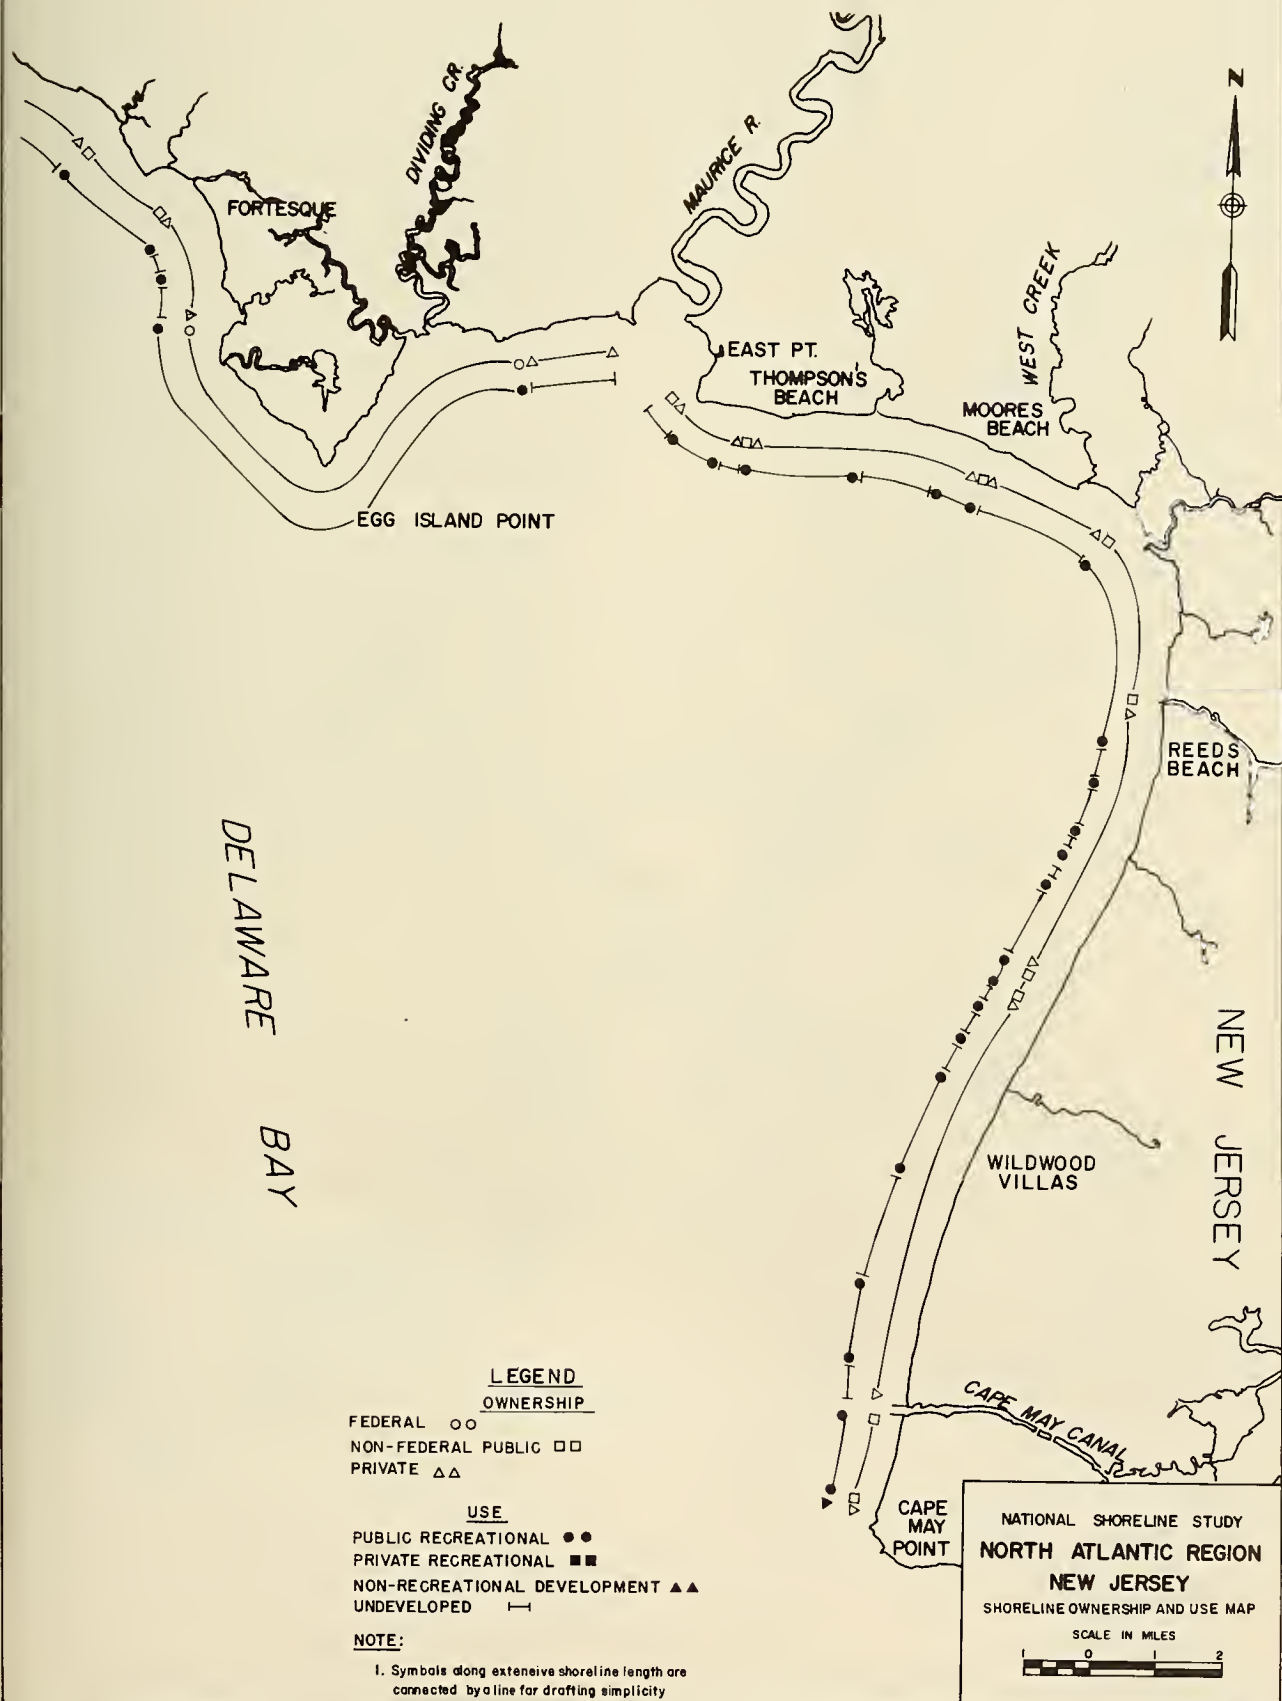 N
DIVIDING CR.
MAURICE R.
FORTESQUE
WEST CREEK
EAST PT.
THOMPSON'S
BEACH
MOORES
BEACH
EGG ISLAND POINT
REEDS
BEACH
DELAWARE BAY
NEW JERSEY
WILDWOOD
VILLAS
CAPE MAY CANAL
CAPE
MAY
POINT
LEGEND
OWNERSHIP
FEDERAL ○○
NON-FEDERAL PUBLIC □□
PRIVATE △△
USE
PUBLIC RECREATIONAL ●●
PRIVATE RECREATIONAL ■■
NON-RECREATIONAL DEVELOPMENT ▲▲
UNDEVELOPED
NOTE:
1. Symbols along exteneive shoreline length are
connected by a line for drafting simplicity
NATIONAL SHORELINE STUDY
NORTH ATLANTIC REGION
NEW JERSEY
SHORELINE OWNERSHIP AND USE MAP
SCALE IN MILES
1 0 1 2